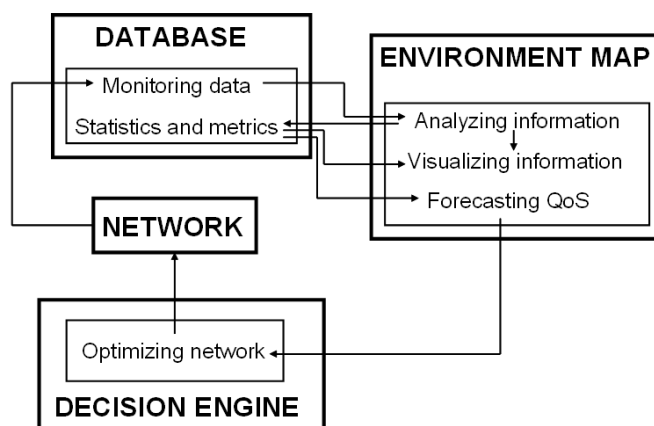 DATABASE
Monitoring data
Statistics and metrics
ENVIRONMENT MAP
Analyzing information
Visualizing information
Forecasting QoS
NETWORK
Optimizing network
DECISION ENGINE